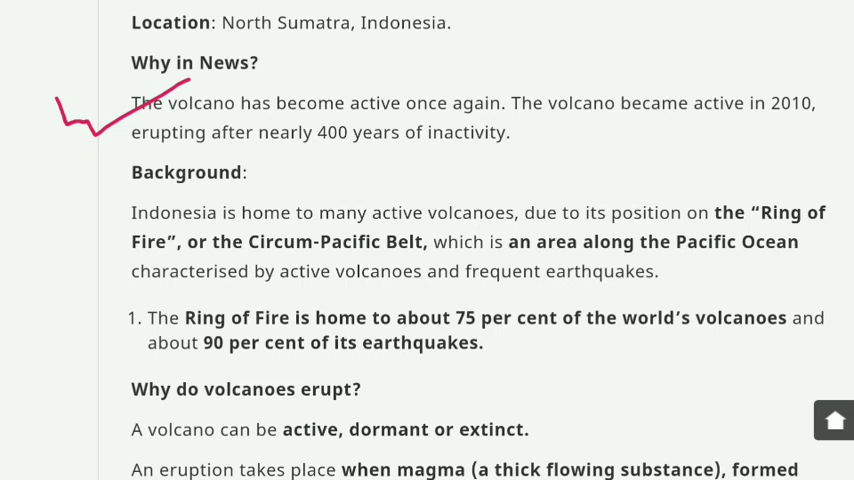 Location: North Sumatra, Indonesia.
Why in News?
The volcano has become active once again. The volcano became active in 2010,
erupting after nearly 400 years of inactivity.
Background:
Indonesia is home to many active volcanoes, due to its position on the “Ring of
Fire”, or the Circum-Pacific Belt, which is an area along the Pacific Ocean
characterised by active volcanoes and frequent earthquakes.
1. The Ring of Fire is home to about 75 per cent of the world’s volcanoes and
about 90 per cent of its earthquakes.
Why do volcanoes erupt?
A volcano can be active, dormant or extinct.
An eruption takes place when magma (a thick flowing substance), formed